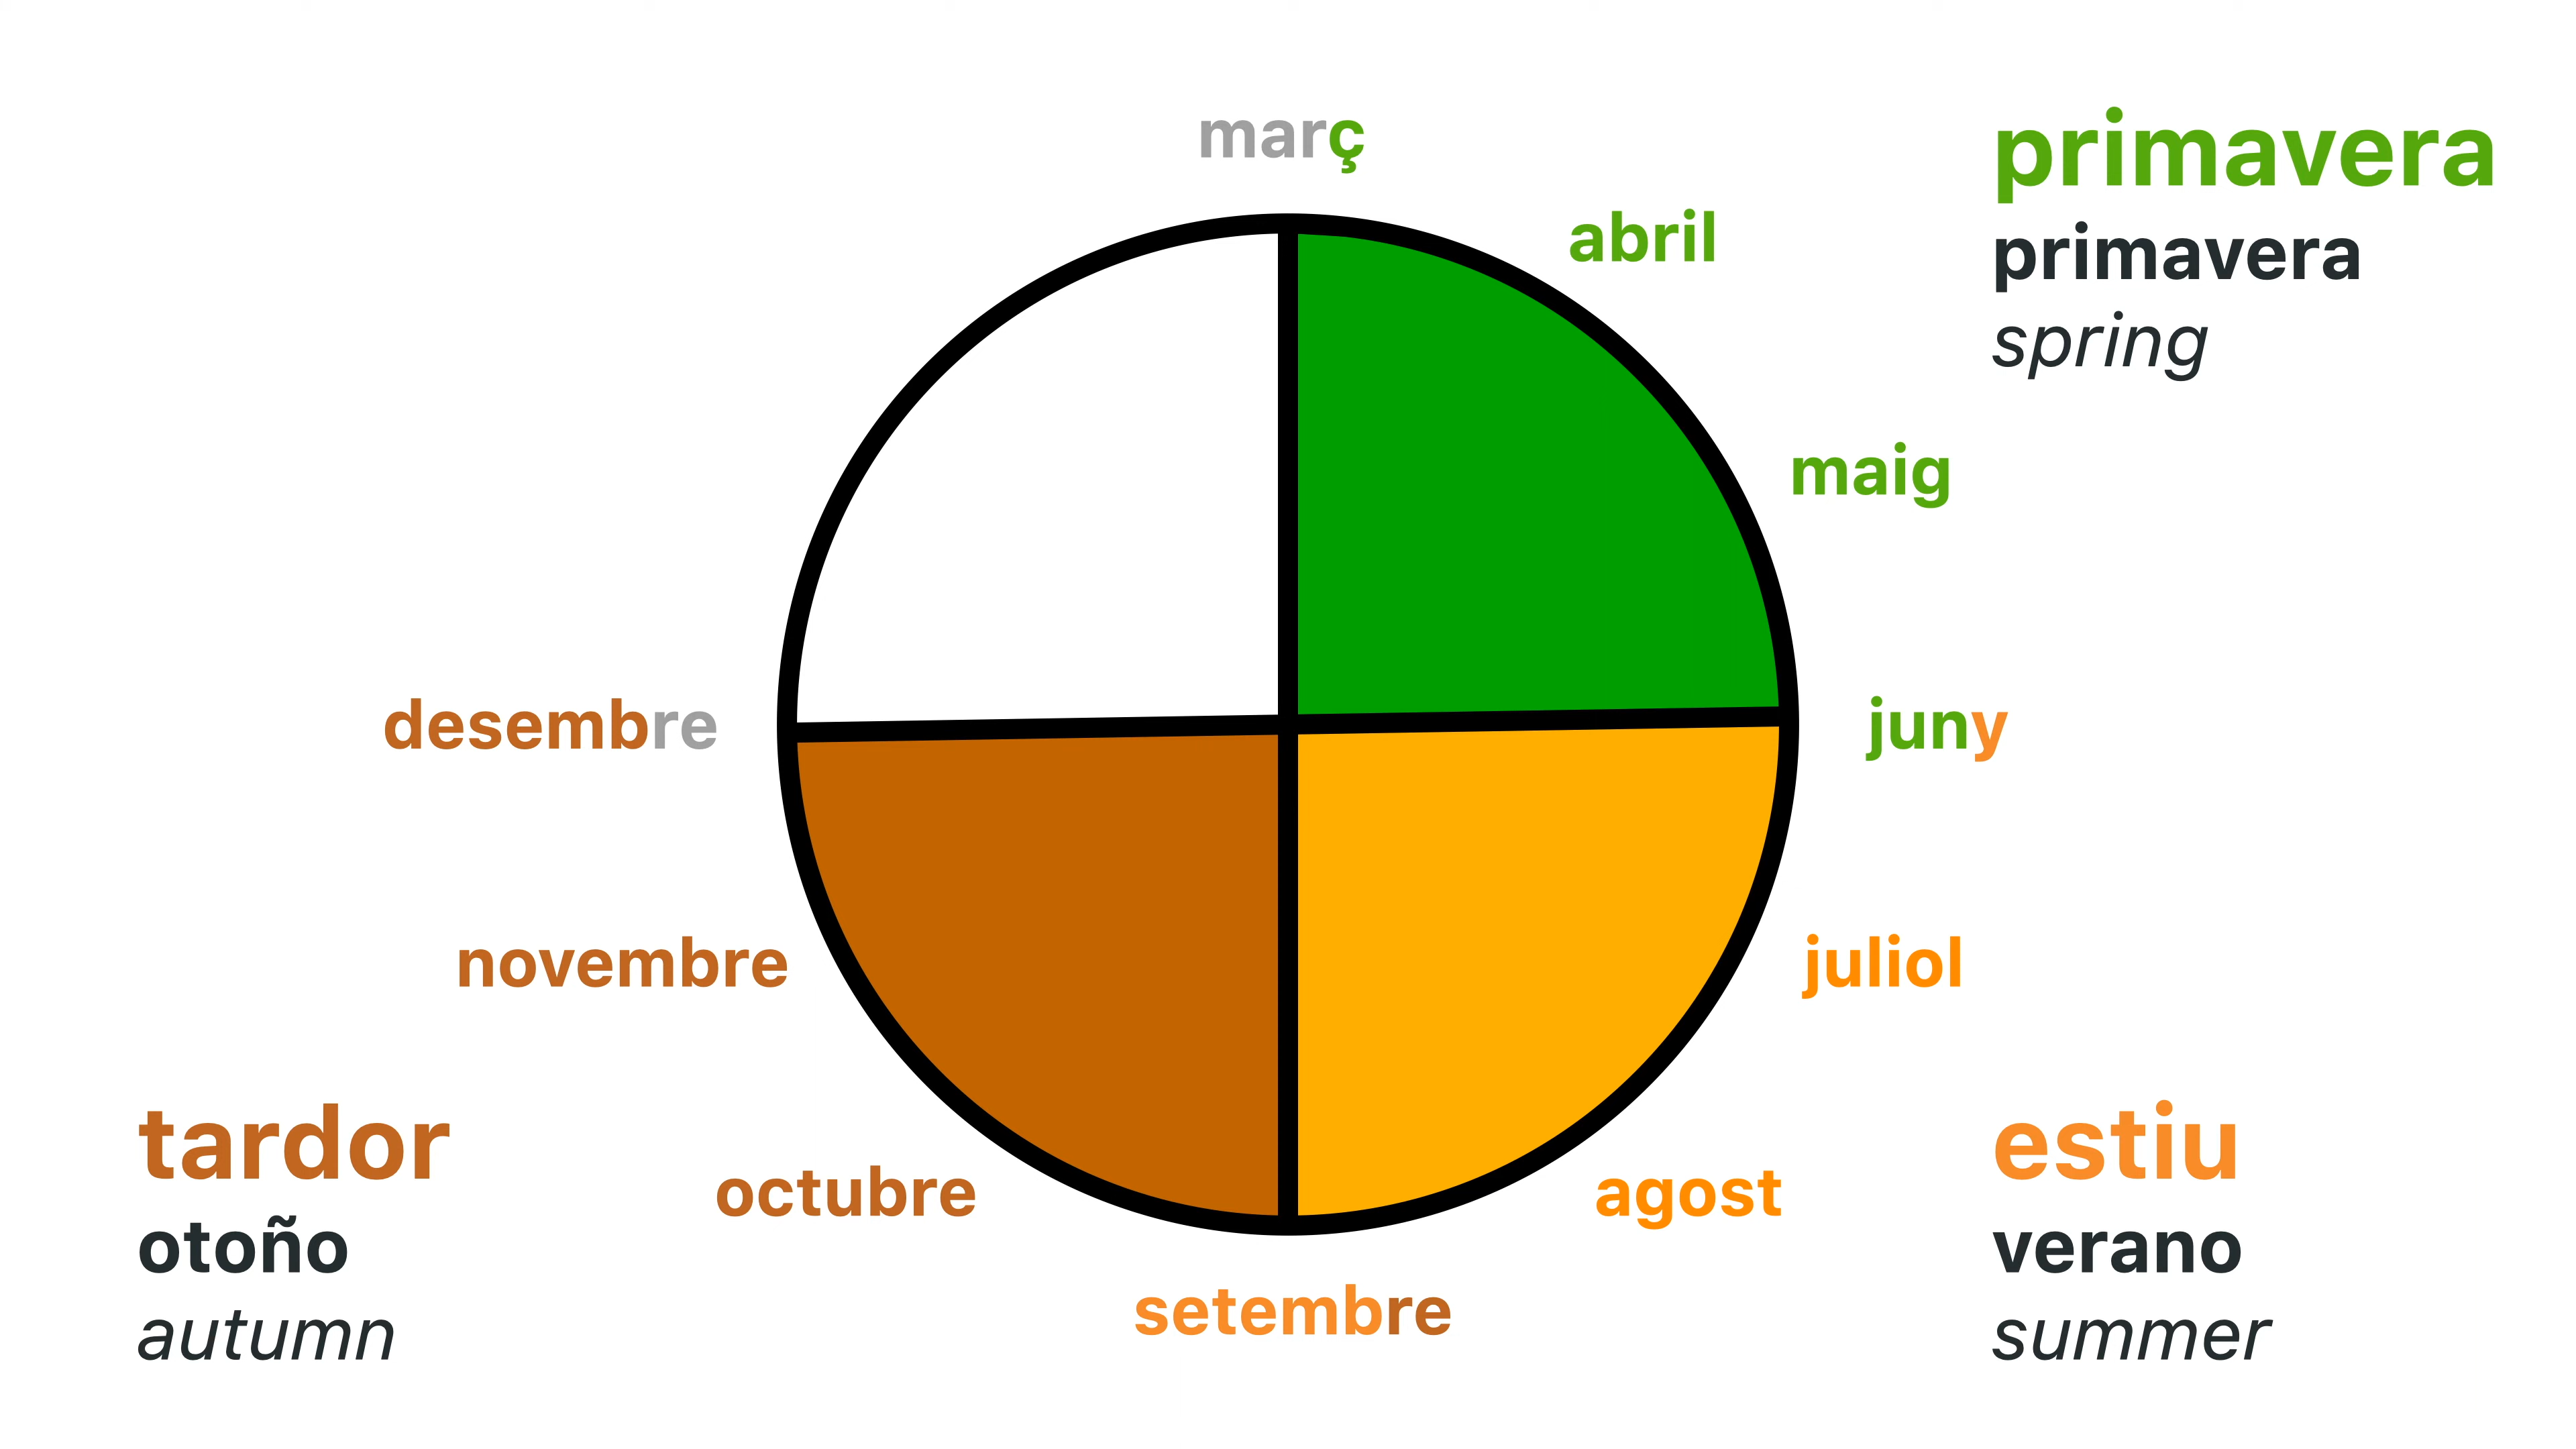 març
abril
maig
juny
juliol
agost
setembre
octubre
novembre
desembre
primavera
primavera
spring
estiu
verano
summer
tardor
otoño
autumn